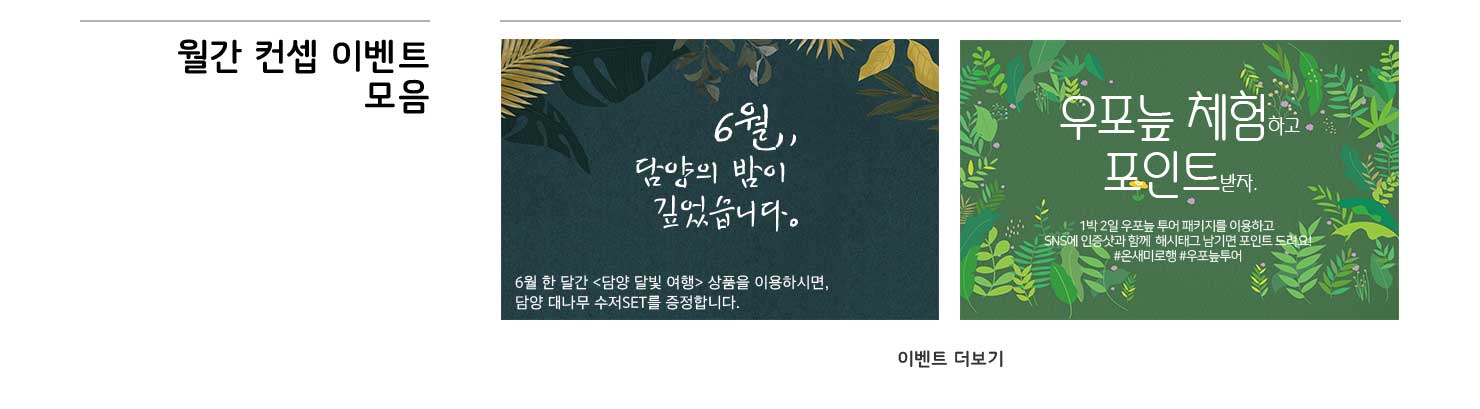 월간 컨셉 이벤트
모음
6월,,
담양의 밤이
깊었습니다。
6월 한 달간 <담양 달빛 여행> 상품을 이용하시면,
담양 대나무 수저SET를 증정합니다.
우포늪 체험하고
포인트받자.
1박 2일 우포늪 투어 패키지를 이용하고
SNS에 인증샷과 함께 해시태그 남기면 포인트 드려요!
#온새미로행 #우포늪투어
이벤트 더보기